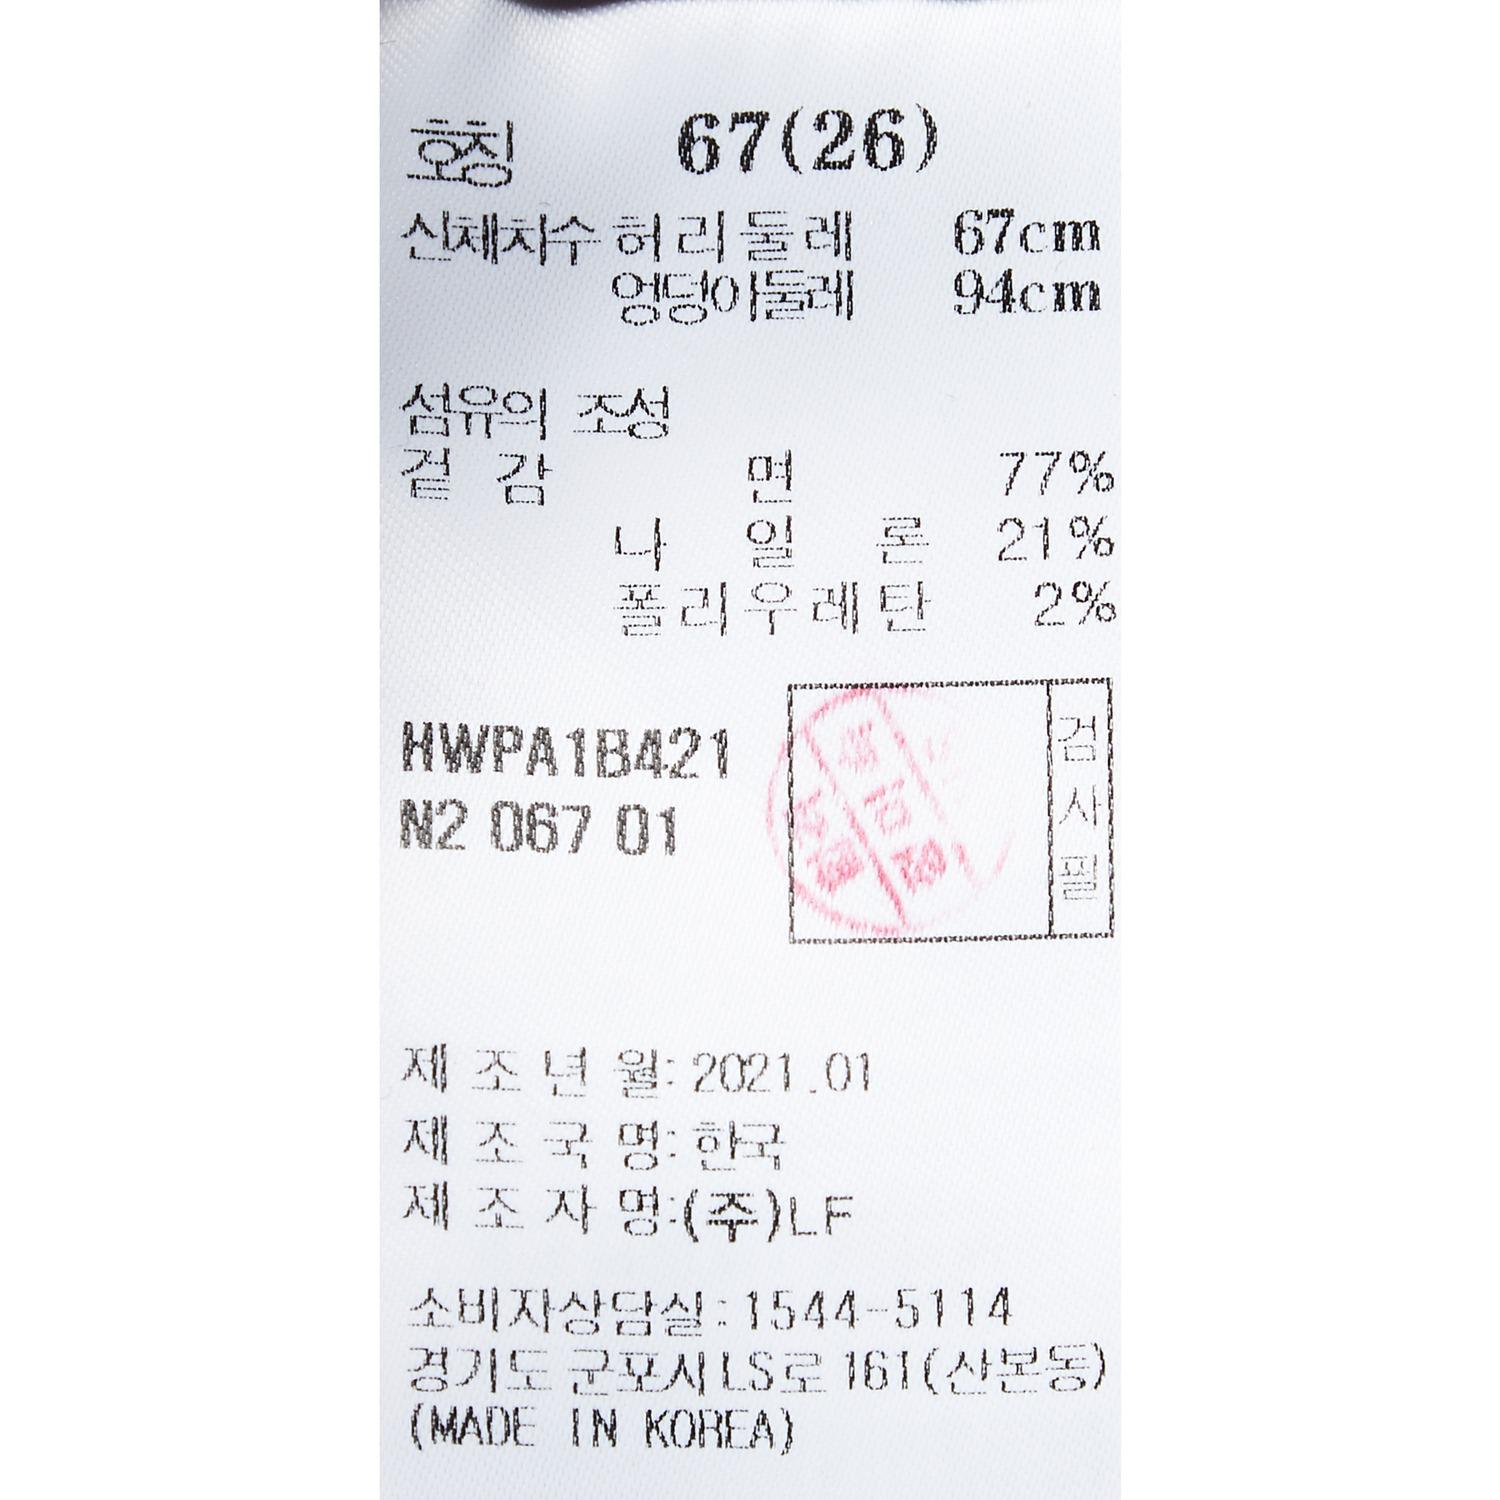 호칭 67(26)
신체치수 허리둘레 67cm
엉덩이둘레 94cm
섬유의 조성
겉 감 면 77%
나 일 론 21%
폴리우레탄 2%
HWPA1B421
N2 067 01
검사필
제 조 년 월: 2021.01
제 조 국 명: 한국
제 조 자 명:(주)LF
소비자상담실:1544-5114
경기도 군포시 LS로 161(산본동)
(MADE IN KOREA)